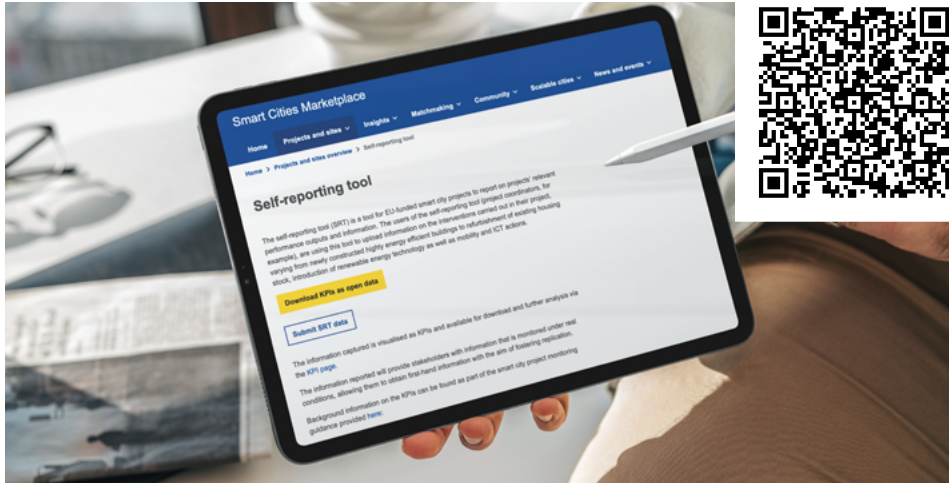 Smart Cities Marketplace
Home Projects and sites Insights Matchmaking Community Scalable cities News and events
Home > Projects and sites overview > Self-reporting tool
Self-reporting tool
The self-reporting tool (SRT) is a tool for EU-funded smart city projects to report on projects' relevant
performance outputs and information. The users of the self-reporting tool (project coordinators, for
example), are using this tool to upload information on the interventions carried out in their project,
varying from newly constructed highly energy efficient buildings to refurbishment of existing housing
stock, introduction of renewable energy technology as well as mobility and ICT actions.
Download KPIs as open data
Submit SRT data
The information captured is visualised as KPIs and available for download and further analysis via
the KPI page.
The information reported will provide stakeholders with information that is monitored under real
conditions, allowing them to obtain first-hand information with the aim of fostering replication.
Background information on the KPIs can be found as part of the smart city project monitoring
guidance provided here: